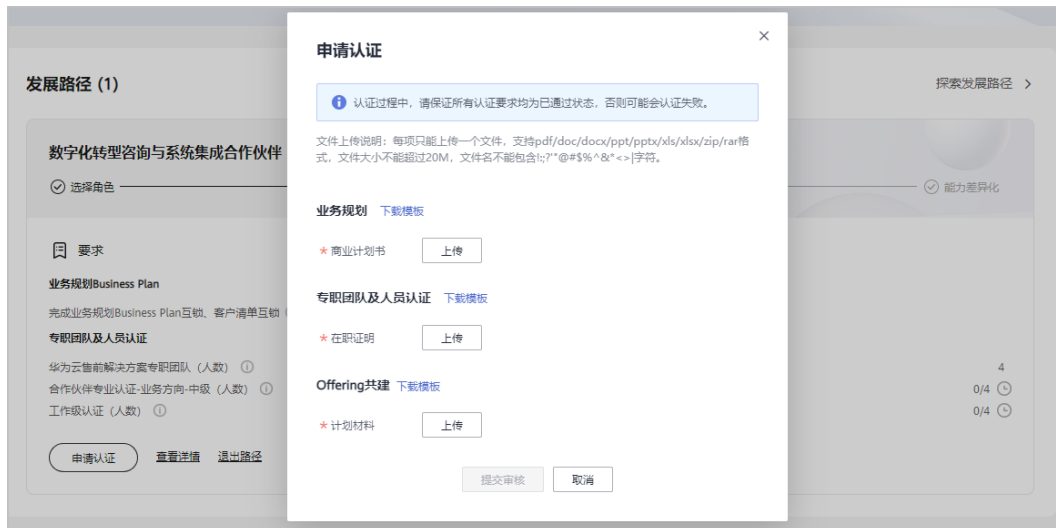 申请认证
认证过程中，请保证所有认证要求均为已通过状态，否则可能会认证失败。
文件上传说明：每项只能上传一个文件，支持pdf/doc/docx/ppt/pptx/xls/xlsx/zip/rar格
式，文件大小不能超过20M，文件名不能包含!:;?'"@#$%^&*<>|字符。
业务规划 下载模板
*商业计划书 上传
专职团队及人员认证 下载模板
*在职证明 上传
Offering共建 下载模板
*计划材料 上传
提交审核 取消
发展路径 (1)
探索发展路径 >
数字化转型咨询与系统集成合作伙伴
选择角色
能力差异化
要求
业务规划Business Plan
完成业务规划Business Plan互锁、客户清单互锁
专职团队及人员认证
华为云售前解决方案专职团队（人数） 4
合作伙伴专业认证-业务方向-中级（人数） 0/4
工作级认证（人数） 0/4
申请认证 查看详情 退出路径